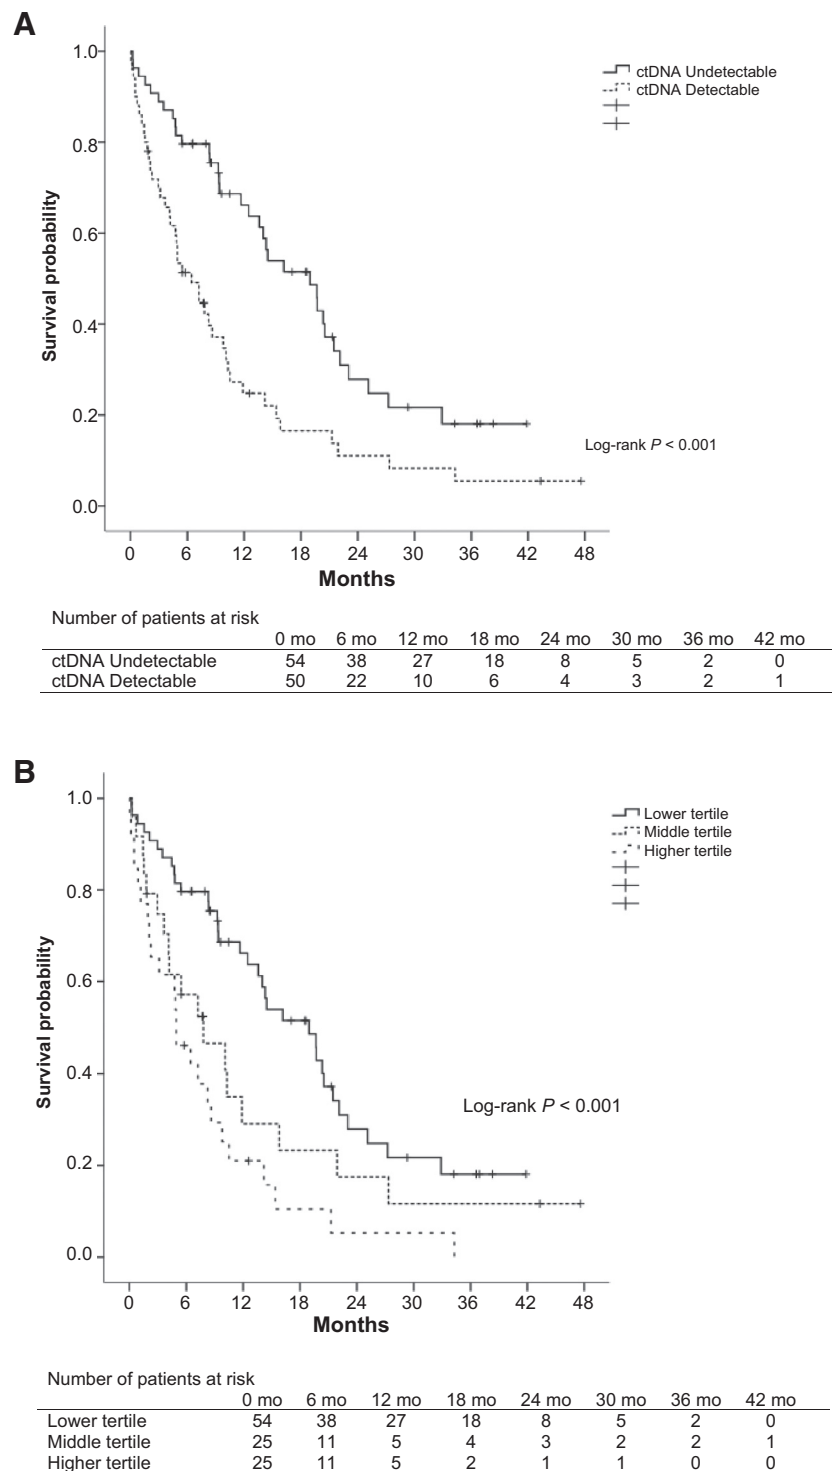 A
1.0
0.8
0.6
0.4
0.2
0.0
Survival probability
ctDNA Undetectable
ctDNA Detectable
Log-rank P < 0.001
0 6 12 18 24 30 36 42 48
Months
Number of patients at risk
0 mo 6 mo 12 mo 18 mo 24 mo 30 mo 36 mo 42 mo
ctDNA Undetectable 54 38 27 18 8 5 2 0
ctDNA Detectable 50 22 10 6 4 3 2 1
B
1.0
0.8
0.6
0.4
0.2
0.0
Survival probability
Lower tertile
Middle tertile
Higher tertile
Log-rank P < 0.001
0 6 12 18 24 30 36 42 48
Months
Number of patients at risk
0 mo 6 mo 12 mo 18 mo 24 mo 30 mo 36 mo 42 mo
Lower tertile 54 38 27 18 8 5 2 0
Middle tertile 25 11 5 4 3 2 2 1
Higher tertile 25 11 5 2 1 1 0 0